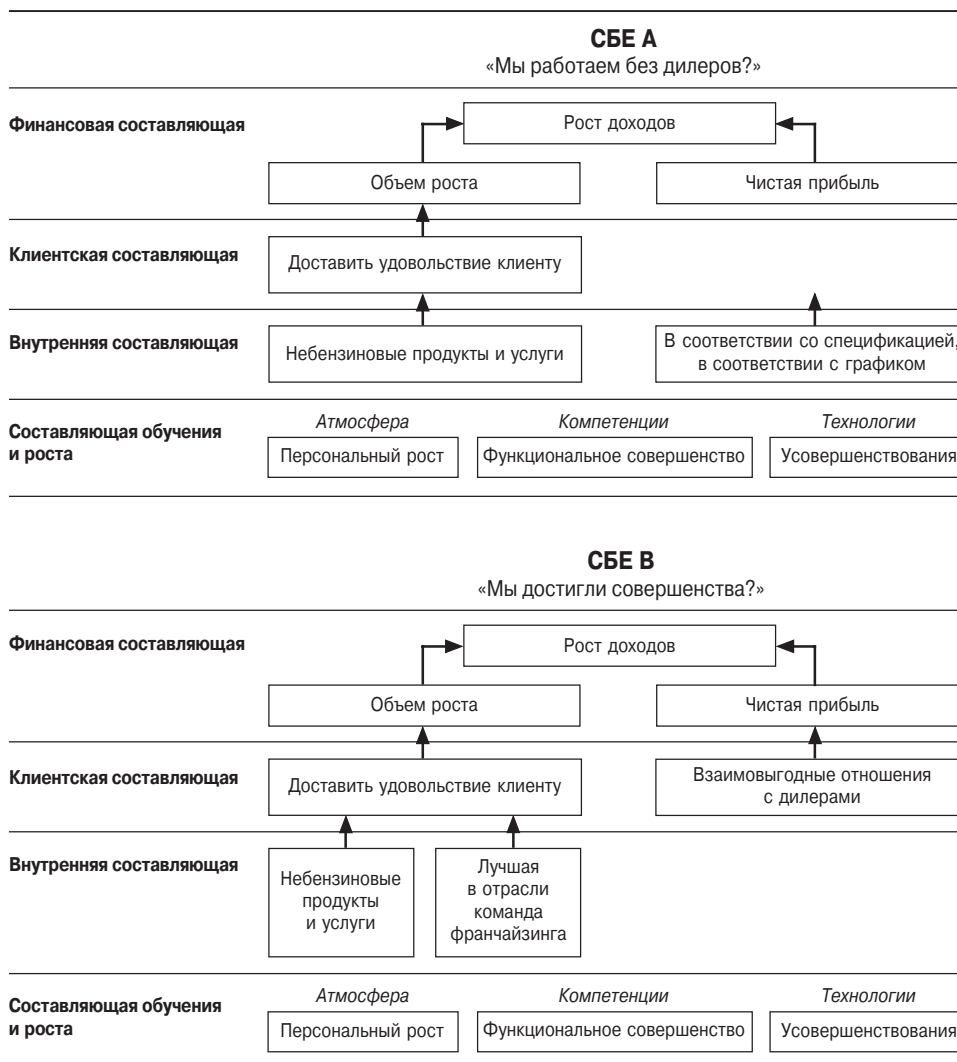 СБЕ А
«Мы работаем без дилеров?»
Финансовая составляющая
Рост доходов
Объем роста
Чистая прибыль
Клиентская составляющая
Доставить удовольствие клиенту
Внутренняя составляющая
Небензиновые продукты и услуги
В соответствии со спецификацией,
в соответствии с графиком
Составляющая обучения
и роста
Атмосфера
Компетенции
Технологии
Персональный рост
Функциональное совершенство
Усовершенствования
СБЕ В
«Мы достигли совершенства?»
Финансовая составляющая
Рост доходов
Объем роста
Чистая прибыль
Клиентская составляющая
Доставить удовольствие клиенту
Взаимовыгодные отношения
с дилерами
Внутренняя составляющая
Небензиновые
продукты
и услуги
Лучшая
в отрасли
команда
франчайзинга
Составляющая обучения
и роста
Атмосфера
Компетенции
Технологии
Персональный рост
Функциональное совершенство
Усовершенствования